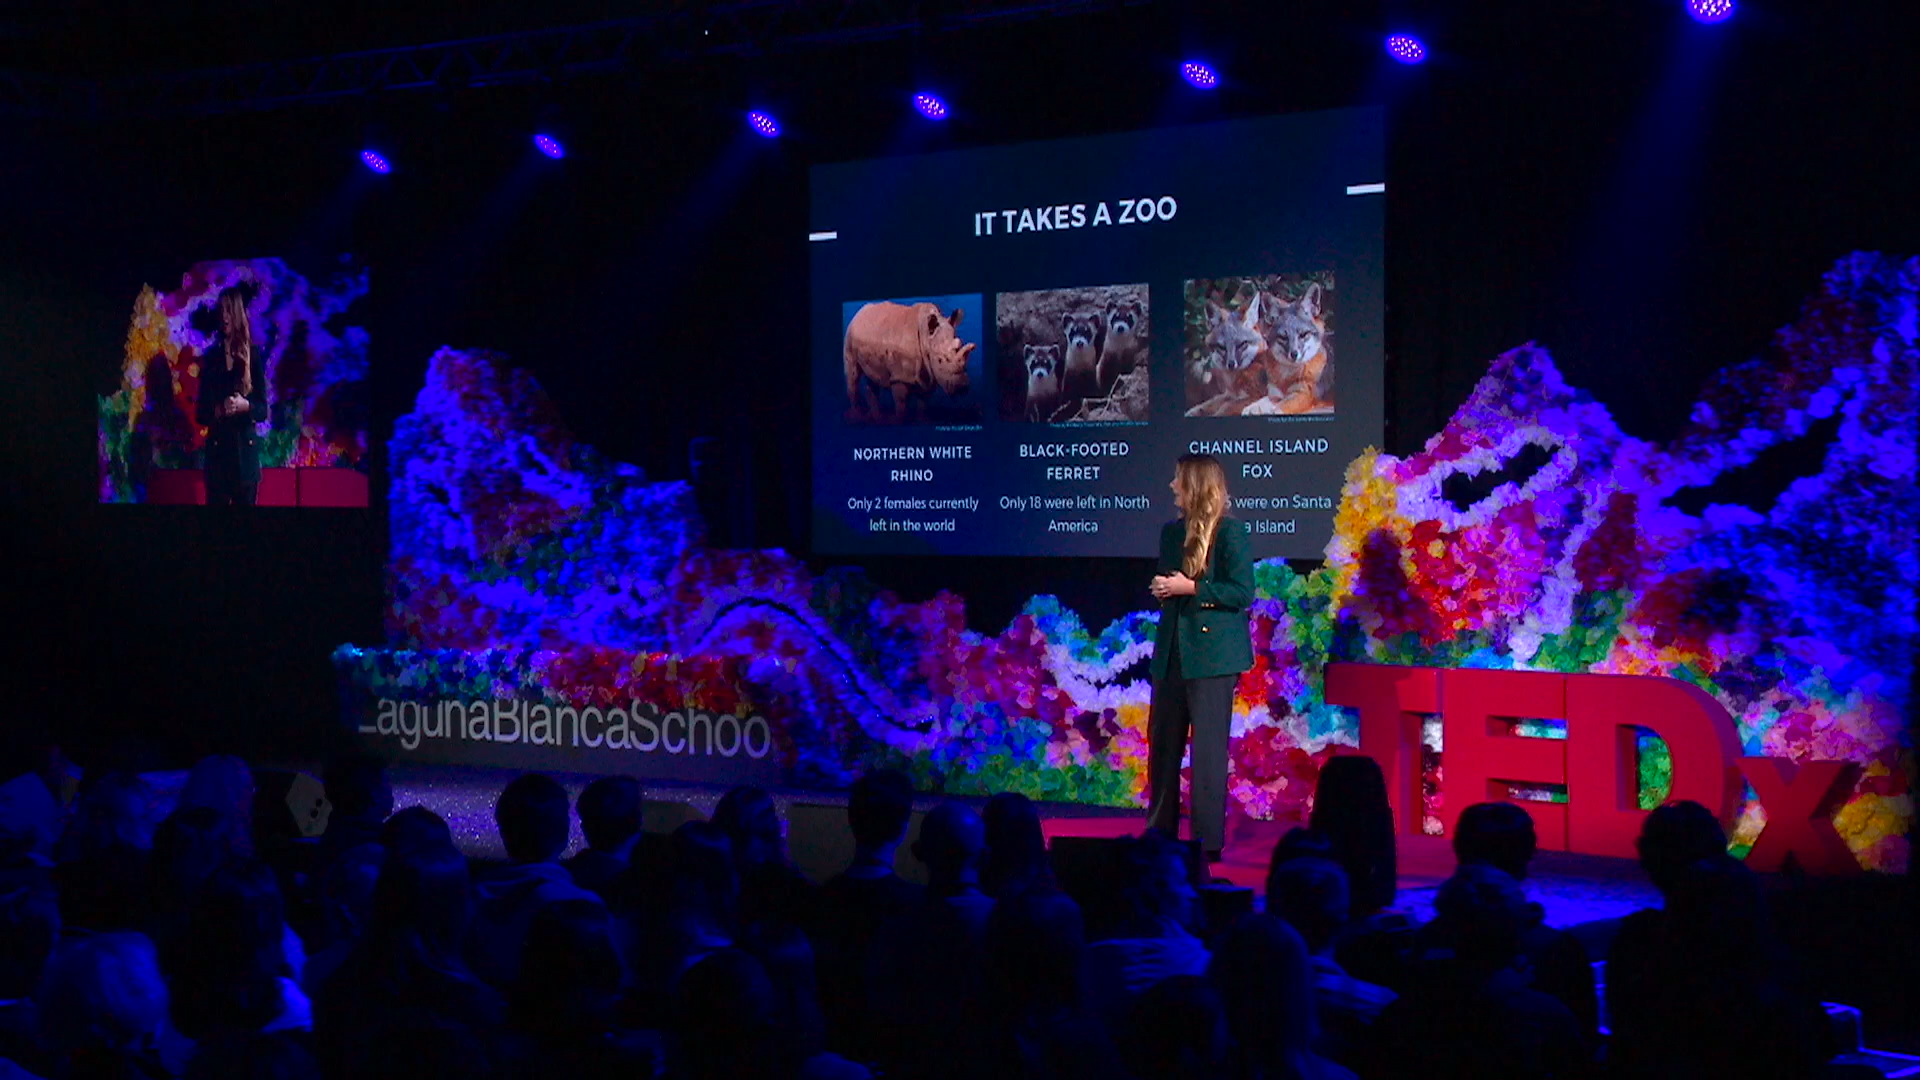 IT TAKES A ZOO
NORTHERN WHITE
RHINO
Only 2 females currently
left in the world
BLACK-FOOTED
FERRET
Only 18 were left in North
America
CHANNEL ISLAND
FOX
were on Santa
Island
LagunaBlancaSchoo
TEDx